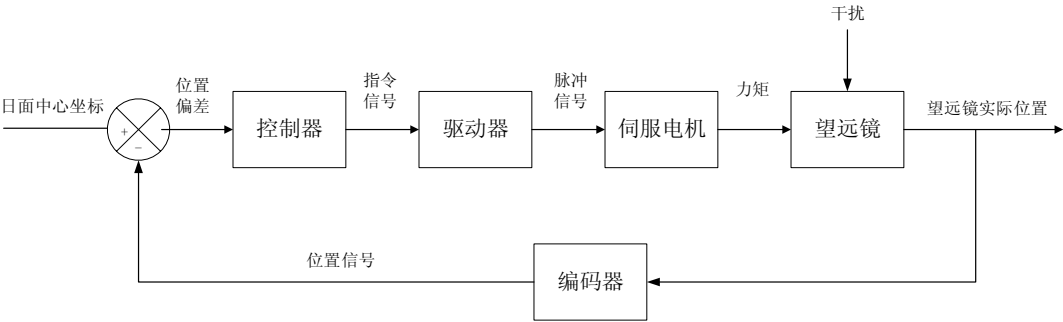 干扰
日面中心坐标
位置
偏差
控制器
指令
信号
驱动器
脉冲
信号
伺服电机
力矩
望远镜
望远镜实际位置
+
−
位置信号
编码器